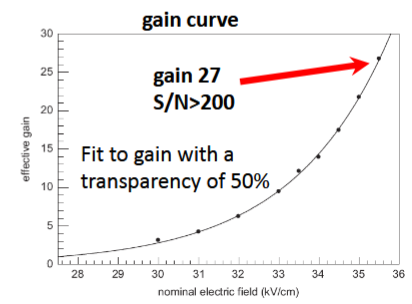 gain curve
30
25
20
15
10
5
0
effective gain
gain 27
S/N>200
Fit to gain with a
transparency of 50%
28 29 30 31 32 33 34 35 36
nominal electric field (kV/cm)